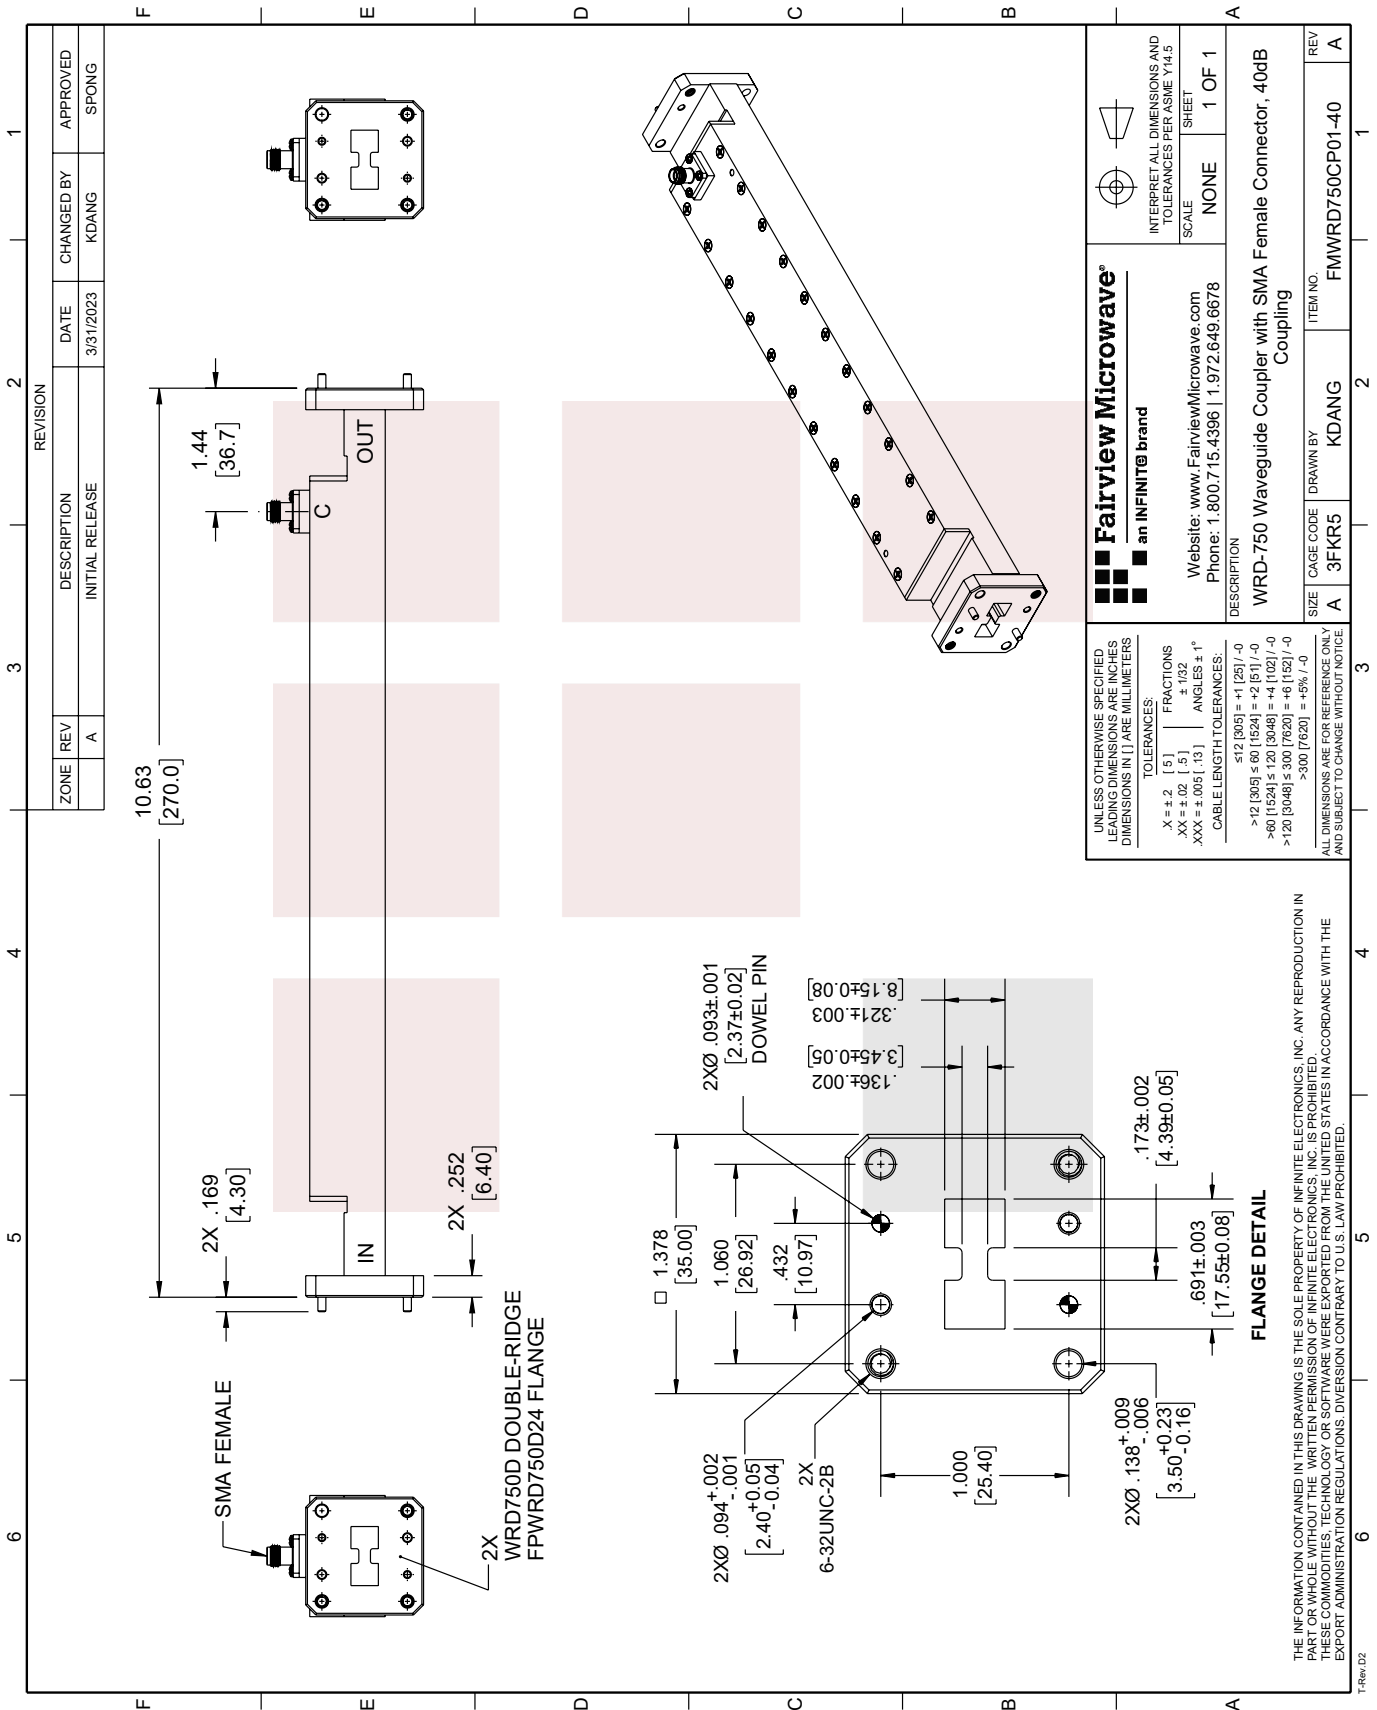 REVISION
ZONE REV DESCRIPTION DATE CHANGED BY APPROVED
A INITIAL RELEASE 3/31/2023 KDANG SPONG
6 5 4 3 2 1
F
E
D
C
B
A
F
E
D
C
B
A
10.63
[270.0]
1.44
[36.7]
2X .169
[4.30]
SMA FEMALE
C
IN
OUT
2X .252
[6.40]
2X
WRD750D DOUBLE-RIDGE
FPWRD750D24 FLANGE
□ 1.378
[35.00]
1.060
[26.92]
.432
[10.97]
2XØ .093±.001
[2.37±0.02]
DOWEL PIN
2XØ .094 +.002 -.001
[2.40 +0.05 -0.04]
2X
6-32UNC-2B
.136±.002
[3.45±0.05]
.321±.003
[8.15±0.08]
1.000
[25.40]
2XØ .138 +.009 -.006
[3.50 +0.23 -0.16]
.173±.002
[4.39±0.05]
.691±.003
[17.55±0.08]
FLANGE DETAIL
UNLESS OTHERWISE SPECIFIED
LEADING DIMENSIONS ARE INCHES
DIMENSIONS IN [ ] ARE MILLIMETERS
TOLERANCES:
.X = ± .2 [ 5 ] FRACTIONS
.XX = ± .02 [ .5 ] ± 1/32
.XXX = ± .005 [ .13 ] ANGLES ± 1°
CABLE LENGTH TOLERANCES:
≤12 [305] = +1 [25] / -0
>12 [305] ≤ 60 [1524] = +2 [51] / -0
>60 [1524] ≤ 120 [3048] = +4 [102] / -0
>120 [3048] ≤ 300 [7620] = +6 [152] / -0
>300 [7620] = +5% / -0
ALL DIMENSIONS ARE FOR REFERENCE ONLY
AND SUBJECT TO CHANGE WITHOUT NOTICE.
Fairview Microwave®
an INFINIT® brand
Website: www.FairviewMicrowave.com
Phone: 1.800.715.4396 | 1.972.649.6678
INTERPRET ALL DIMENSIONS AND
TOLERANCES PER ASME Y14.5
SCALE SHEET
NONE 1 OF 1
DESCRIPTION
WRD-750 Waveguide Coupler with SMA Female Connector, 40dB
Coupling
SIZE CAGE CODE DRAWN BY ITEM NO. REV
A 3FKR5 KDANG FMWRD750CP01-40 A
THE INFORMATION CONTAINED IN THIS DRAWING IS THE SOLE PROPERTY OF INFINITE ELECTRONICS, INC. ANY REPRODUCTION IN
PART OR WHOLE WITHOUT THE WRITTEN PERMISSION OF INFINITE ELECTRONICS, INC. IS PROHIBITED.
THESE COMMODITIES, TECHNOLOGY OR SOFTWARE WERE EXPORTED FROM THE UNITED STATES IN ACCORDANCE WITH THE
EXPORT ADMINISTRATION REGULATIONS. DIVERSION CONTRARY TO U.S. LAW PROHIBITED.
6 5 4 3 2 1
T-Rev.D2